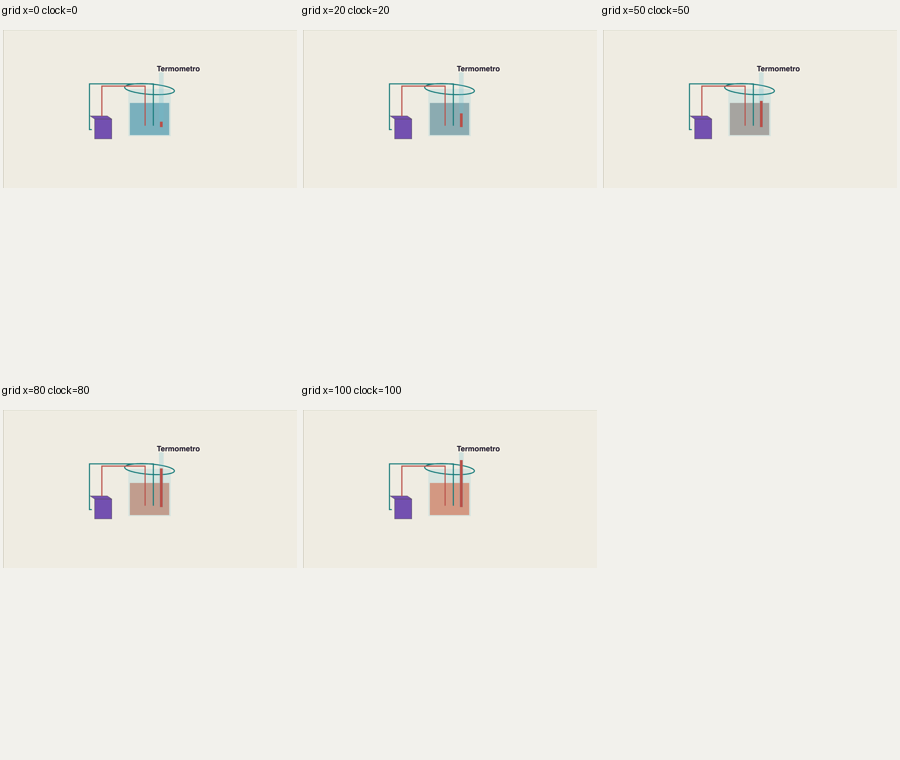 grid x=0 clock=0
grid x=20 clock=20
grid x=50 clock=50
Termometro
Termometro
Termometro
grid x=80 clock=80
grid x=100 clock=100
Termometro
Termometro